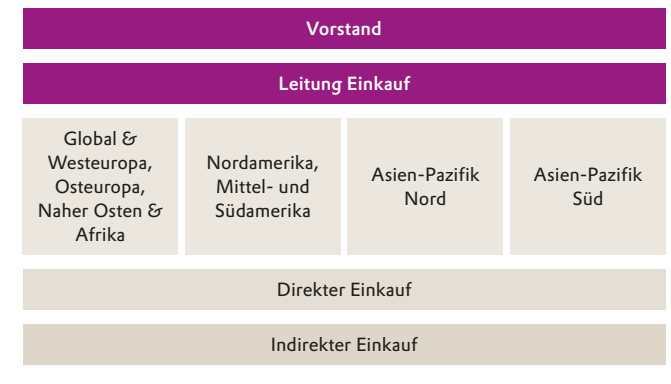 Vorstand
Leitung Einkauf
Global &
Westeuropa,
Osteuropa,
Naher Osten &
Afrika
Nordamerika,
Mittel- und
Südamerika
Asien-Pazifik
Nord
Asien-Pazifik
Süd
Direkter Einkauf
Indirekter Einkauf